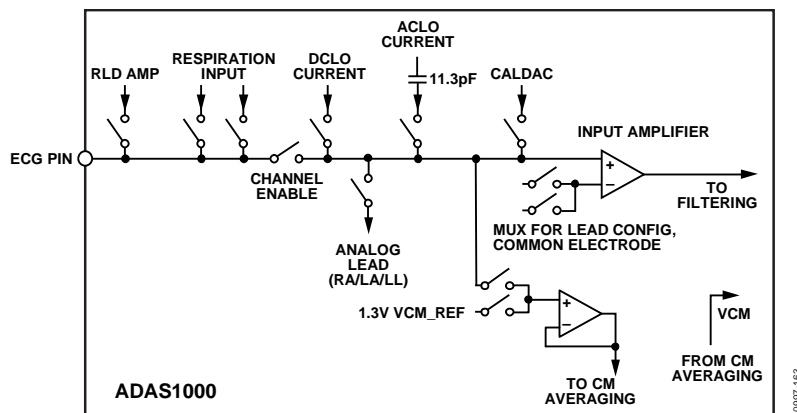 ACLO
CURRENT
RESPIRATION
INPUT
DCLO
CURRENT
RLD AMP
11.3pF
CALDAC
INPUT AMPLIFIER
ECG PIN
+
–
CHANNEL
ENABLE
TO
FILTERING
MUX FOR LEAD CONFIG,
COMMON ELECTRODE
ANALOG
LEAD
(RA/LA/LL)
1.3V VCM_REF
+
–
VCM
FROM CM
AVERAGING
TO CM
AVERAGING
ADAS1000